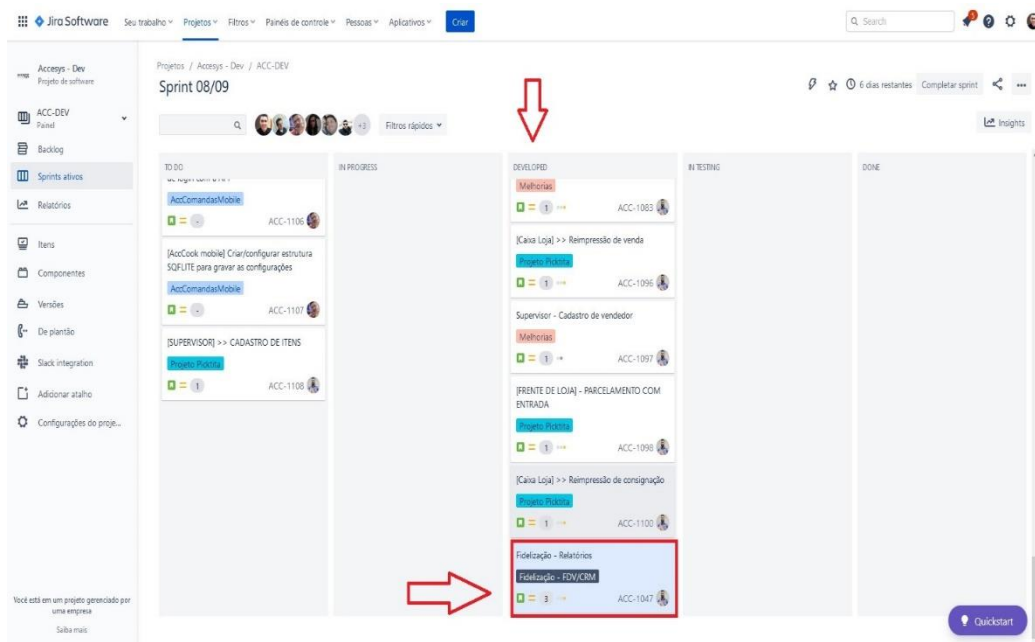 Jira Software Seu trabalho Projetos Filtros Painéis de controle Pessoas Aplicativos Criar Search
Accesys - Dev
Projeto de software
ACC-DEV
Painel
Backlog
Sprints ativos
Relatórios
Itens
Componentes
Versões
De plantão
Slack integration
Adicionar atalho
Configurações do proje...
Você está em um projeto gerenciado por
uma empresa
Saiba mais
Projetos / Accesys - Dev / ACC-DEV
Sprint 08/09
6 dias restantes Completar sprint
+3 Filtros rápidos
Insights
TO DO
AccComandasMobile
- ACC-1106
[AccCook mobile] Criar/configurar estrutura
SQFLITE para gravar as configurações
AccComandasMobile
- ACC-1107
[SUPERVISOR] >> CADASTRO DE ITENS
Projeto Picktita
1 ACC-1108
IN PROGRESS
DEVELOPED
Melhorias
1 ACC-1083
[Caixa Loja] >> Reimpressão de venda
Projeto Picktita
1 ACC-1096
Supervisor - Cadastro de vendedor
Melhorias
1 ACC-1097
[FRENTE DE LOJA] - PARCELAMENTO COM
ENTRADA
Projeto Picktita
1 ACC-1098
[Caixa Loja] >> Reimpressão de consignação
Projeto Picktita
1 ACC-1100
Fidelização - Relatórios
Fidelização - FDV/CRM
3 ACC-1047
IN TESTING
DONE
Quickstart